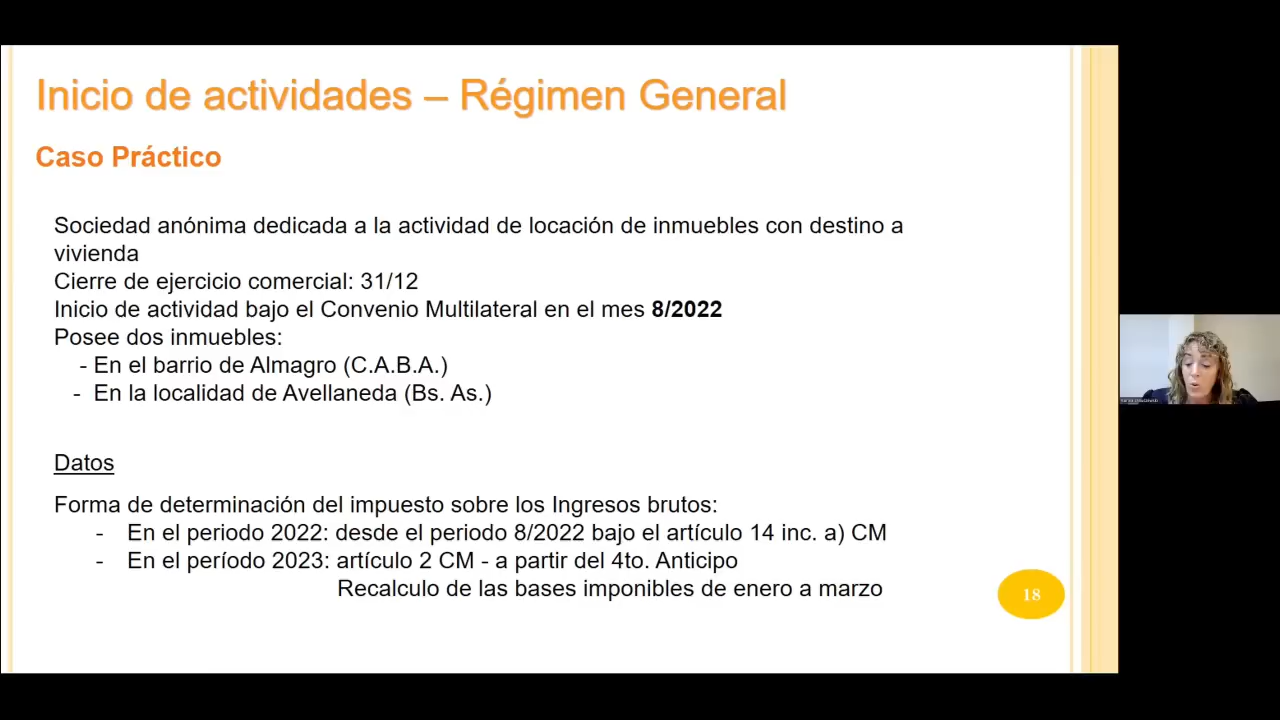 Inicio de actividades – Régimen General
Caso Práctico
Sociedad anónima dedicada a la actividad de locación de inmuebles con destino a
vivienda
Cierre de ejercicio comercial: 31/12
Inicio de actividad bajo el Convenio Multilateral en el mes 8/2022
Posee dos inmuebles:
- En el barrio de Almagro (C.A.B.A.)
- En la localidad de Avellaneda (Bs. As.)
Datos
Forma de determinación del impuesto sobre los Ingresos brutos:
- En el periodo 2022: desde el periodo 8/2022 bajo el artículo 14 inc. a) CM
- En el período 2023: artículo 2 CM - a partir del 4to. Anticipo
Recalculo de las bases imponibles de enero a marzo
18